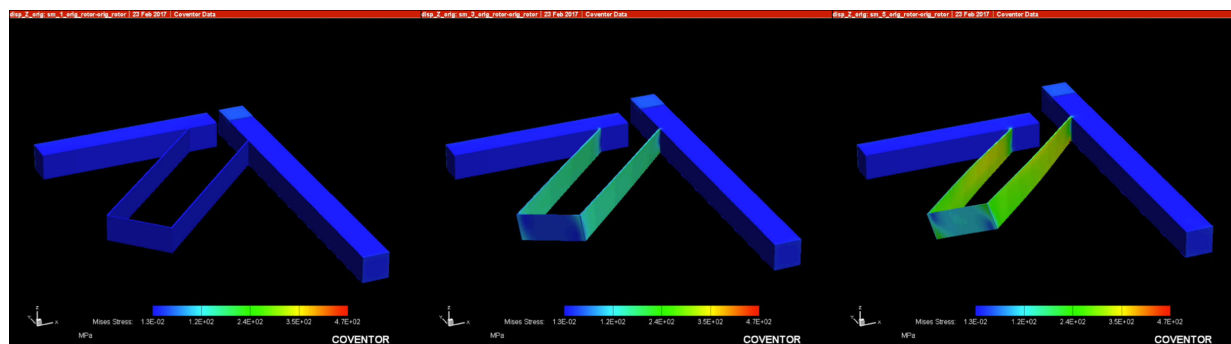 disp_Z_orig: sm_1_orig_rotor-orig_rotor | 23 Feb 2017 | Coventor Data
Z
X
Mises Stress: 1.3E-02 1.2E+02 2.4E+02 3.5E+02 4.7E+02
MPa
COVENTOR
disp_Z_orig: sm_3_orig_rotor-orig_rotor | 23 Feb 2017 | Coventor Data
Z
X
Mises Stress: 1.3E-02 1.2E+02 2.4E+02 3.5E+02 4.7E+02
MPa
COVENTOR
disp_Z_orig: sm_5_orig_rotor-orig_rotor | 23 Feb 2017 | Coventor Data
Z
X
Mises Stress: 1.3E-02 1.2E+02 2.4E+02 3.5E+02 4.7E+02
MPa
COVENTOR